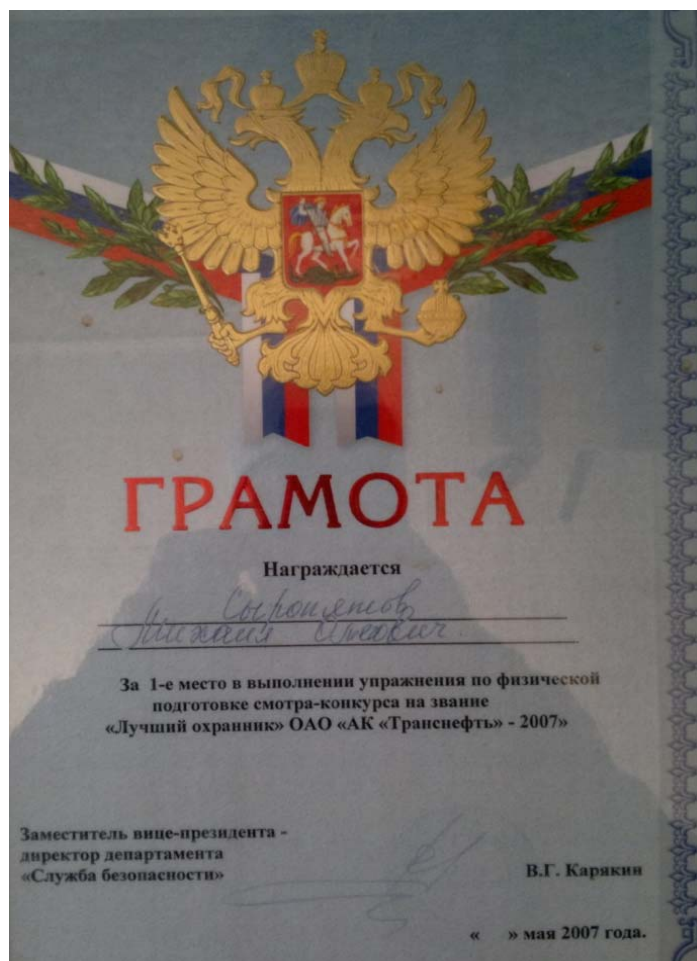 ГРАМОТА
Награждается
Сыропятов
Михаил
За 1-е место в выполнении упражнения по физической
подготовке смотра-конкурса на звание
«Лучший охранник» ОАО «АК «Транснефть» - 2007»
Заместитель вице-президента -
директор департамента
«Служба безопасности»
В.Г. Карякин
« » мая 2007 года.